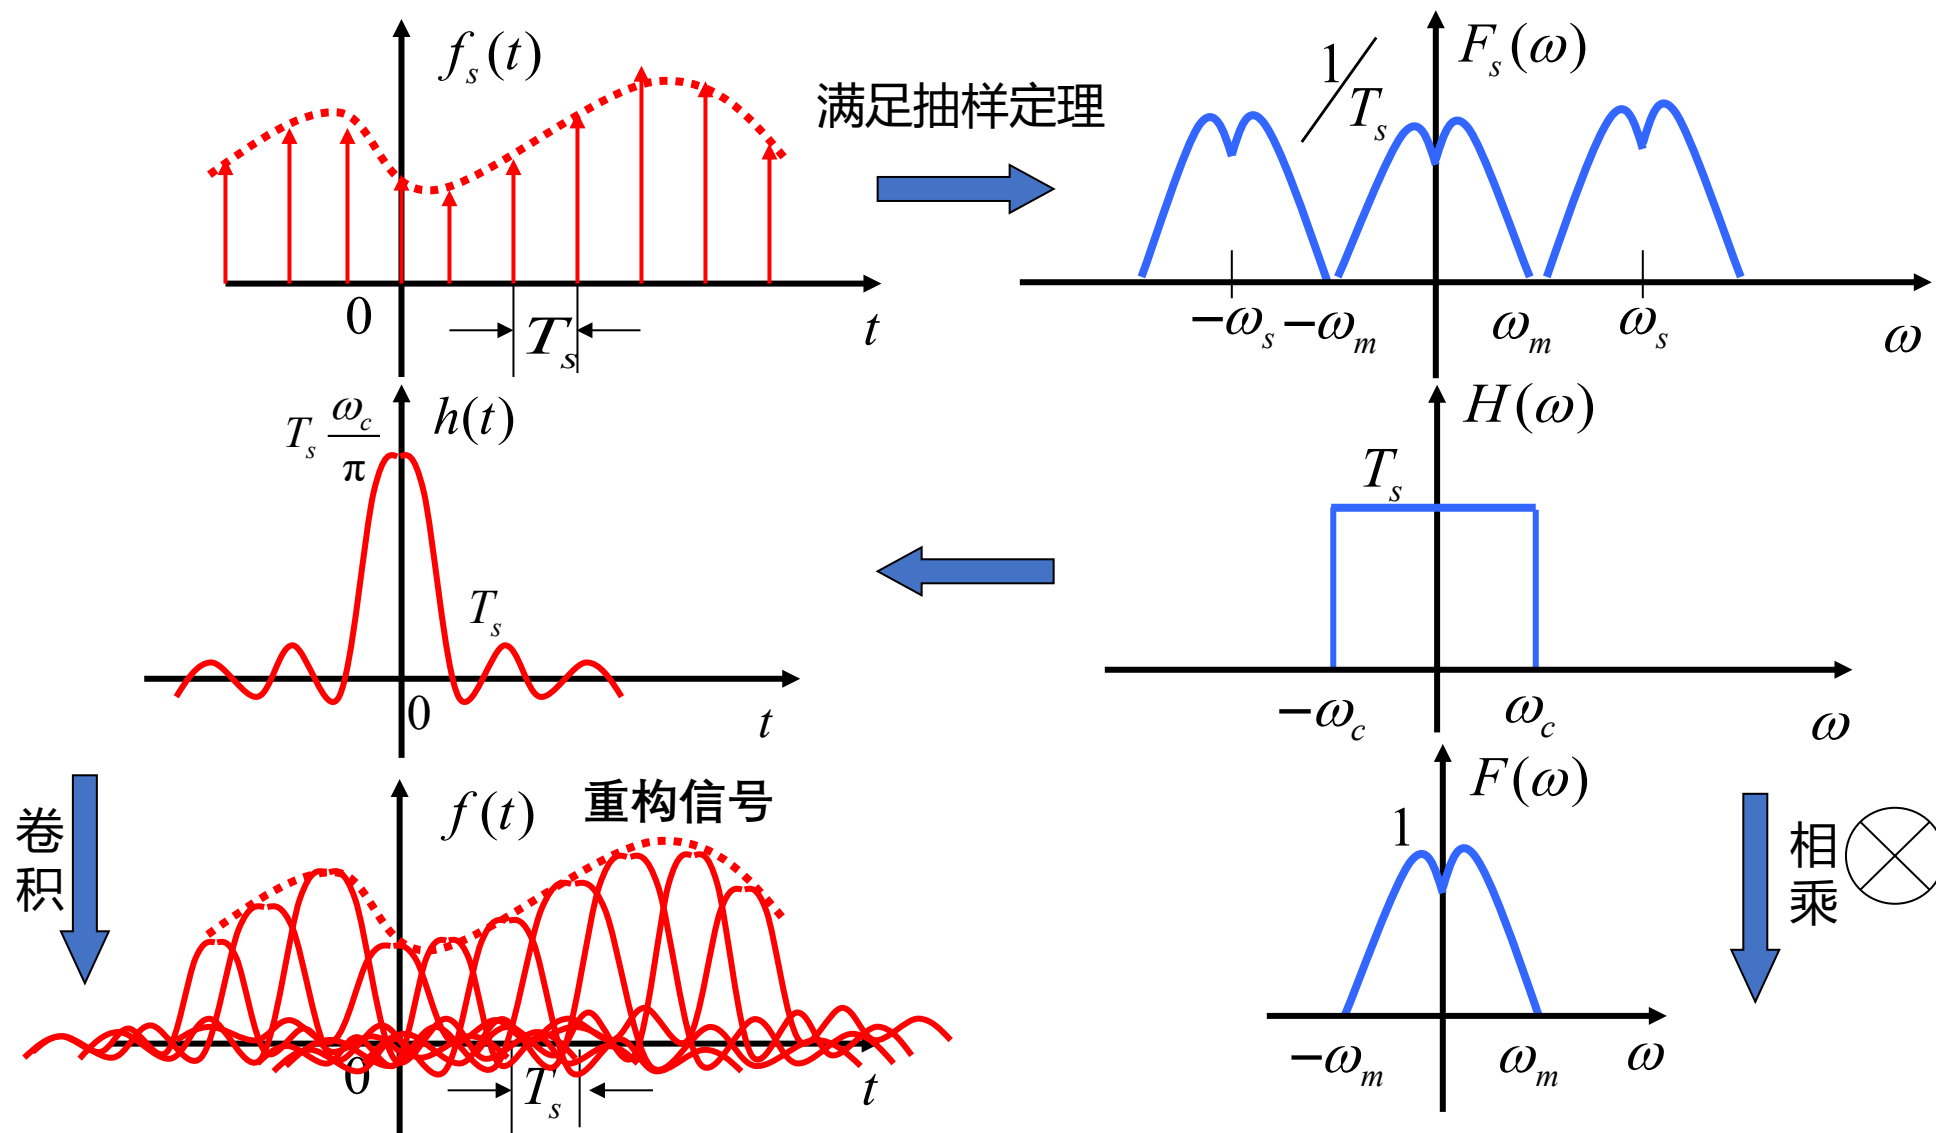 f_s(t)
满足抽样定理
1/T_s
F_s(ω)
0
T_s
t
−ω_s
−ω_m
ω_m
ω_s
ω
T_s ω_c/π
h(t)
T_s
0
t
H(ω)
T_s
−ω_c
ω_c
ω
卷积
f(t)
重构信号
0
T_s
t
F(ω)
1
−ω_m
ω_m
ω
相乘